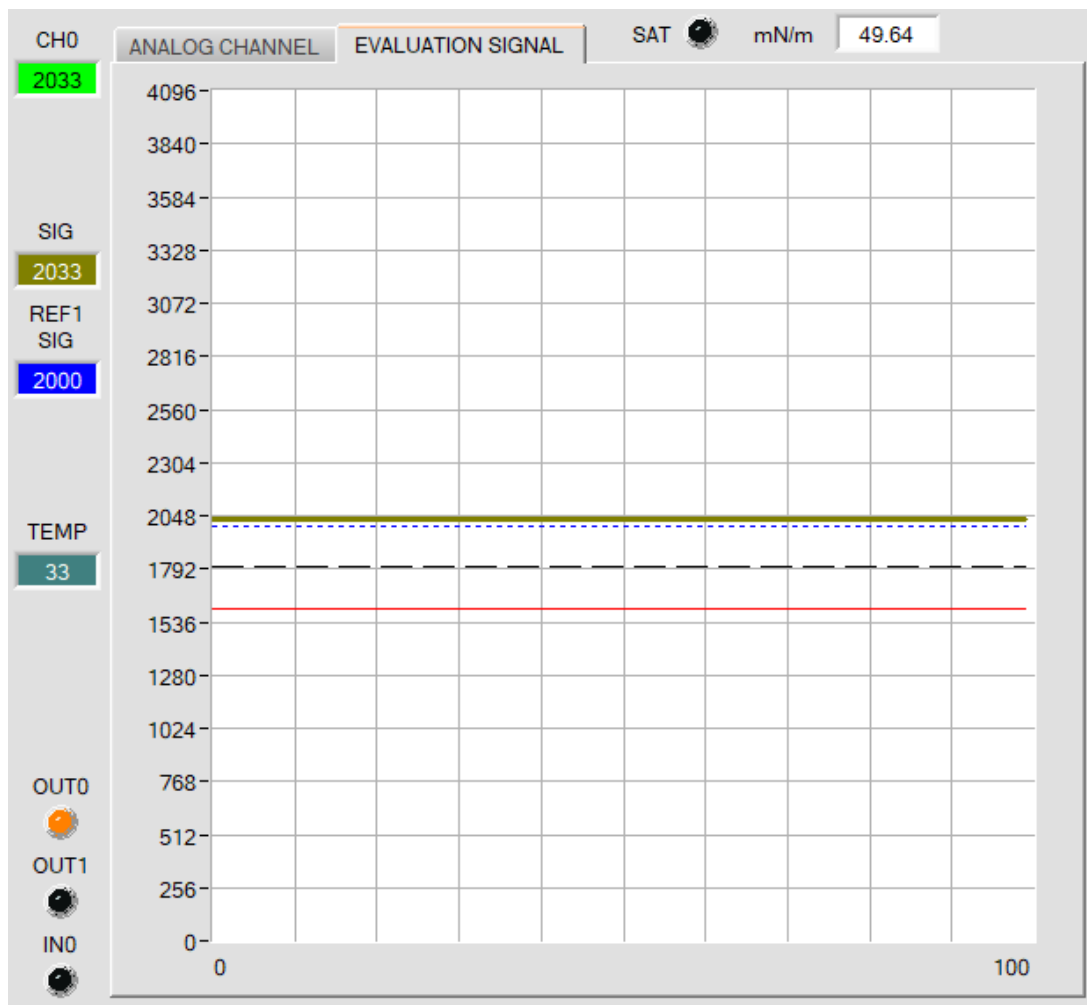 CH0
2033
SIG
2033
REF1
SIG
2000
TEMP
33
OUT0
OUT1
IN0
ANALOG CHANNEL
EVALUATION SIGNAL
SAT
mN/m
49.64
4096
3840
3584
3328
3072
2816
2560
2304
2048
1792
1536
1280
1024
768
512
256
0
0 100